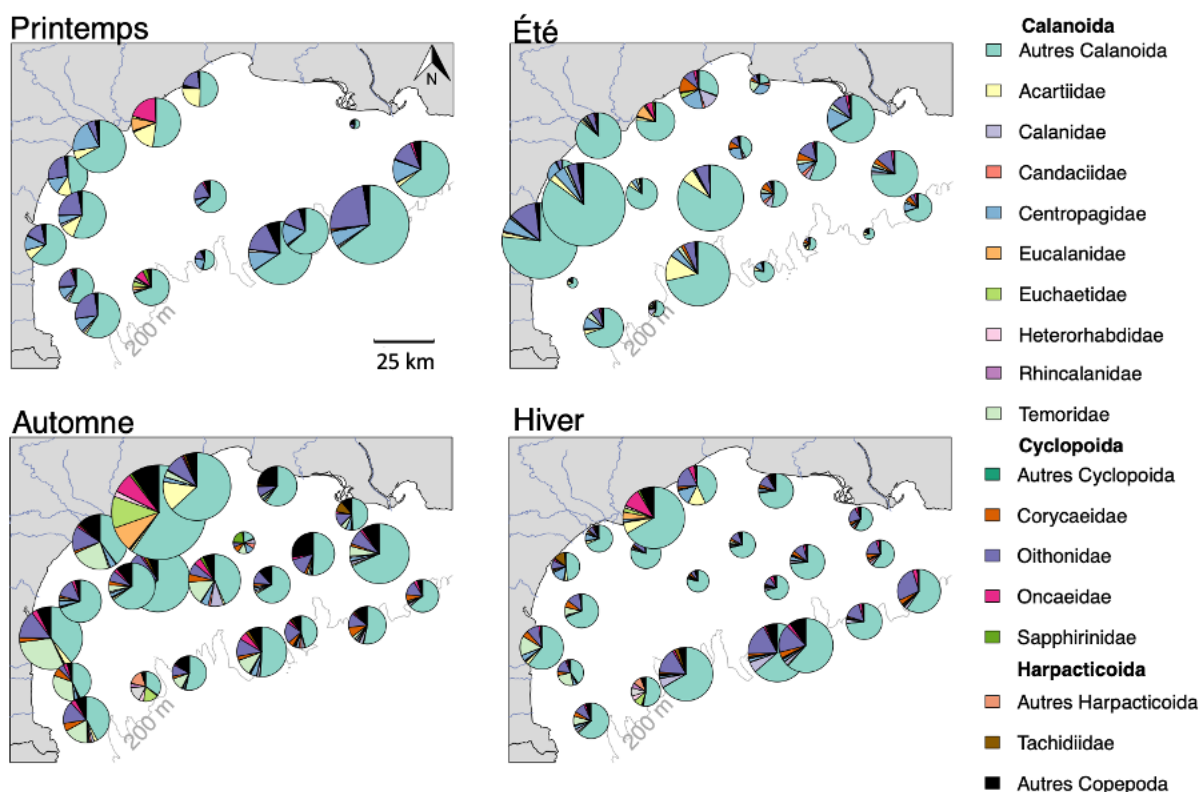 Printemps
Été
N
200 m
25 km
Automne
Hiver
200 m
200 m
Calanoida
Autres Calanoida
Acartiidae
Calanidae
Candaciidae
Centropagidae
Eucalanidae
Euchaetidae
Heterorhabdidae
Rhincalanidae
Temoridae
Cyclopoida
Autres Cyclopoida
Corycaeidae
Oithonidae
Oncaeidae
Sapphirinidae
Harpacticoida
Autres Harpacticoida
Tachidiidae
Autres Copepoda
200 m